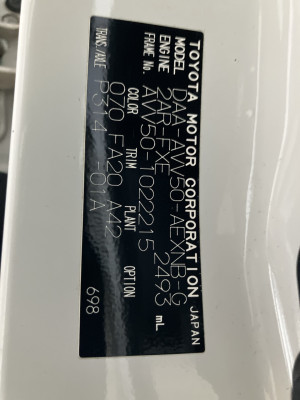 TOYOTA MOTOR CORPORATION JAPAN
MODEL DAA-AVV50-AEXNB-G
ENGINE 2AR-FXE 2493 mL
FRAME No. AVV50-1022215
COLOR TRIM PLANT OPTION
070 FA20 A42
TRANS./AXLE P314 -01A
698